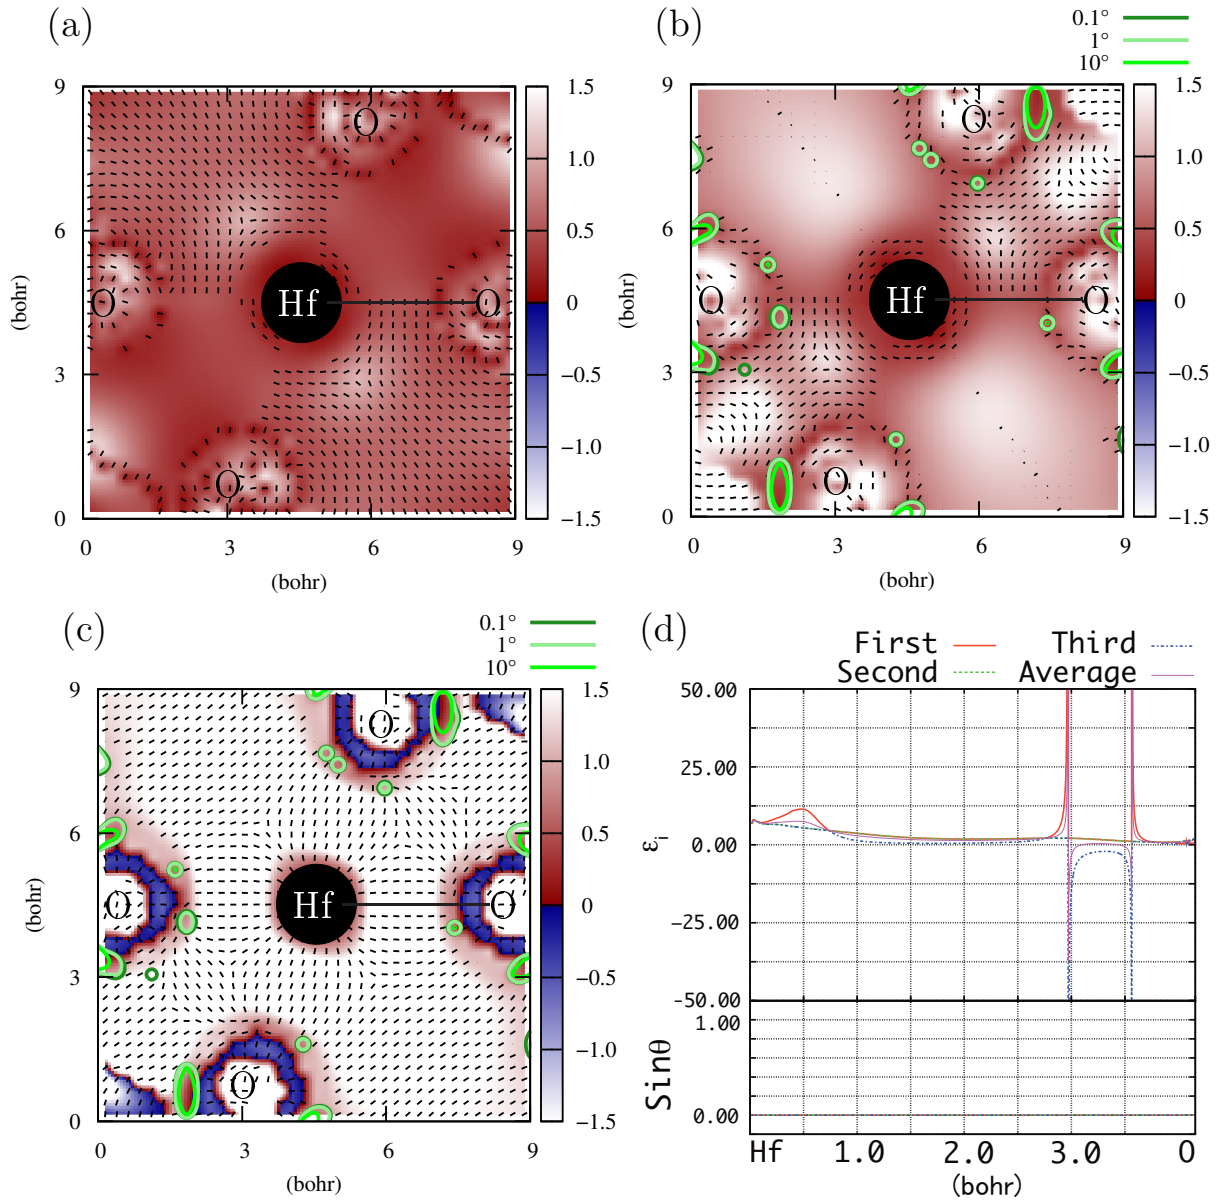 (a)
9
6
3
0
0
3
6
9
(bohr)
(bohr)
O
O
Hf
O
O
1.5
1.0
0.5
0
−0.5
−1.0
−1.5
(b)
0.1°
1°
10°
9
6
3
0
0
3
6
9
(bohr)
(bohr)
O
O
Hf
O
O
1.5
1.0
0.5
0
−0.5
−1.0
−1.5
(c)
0.1°
1°
10°
9
6
3
0
0
3
6
9
(bohr)
(bohr)
O
O
Hf
O
O
1.5
1.0
0.5
0
−0.5
−1.0
−1.5
(d)
First
Third
Second
Average
50.00
25.00
0.00
-25.00
-50.00
εi
1.00
0.00
Sinθ
Hf 1.0 2.0 3.0 O
(bohr)